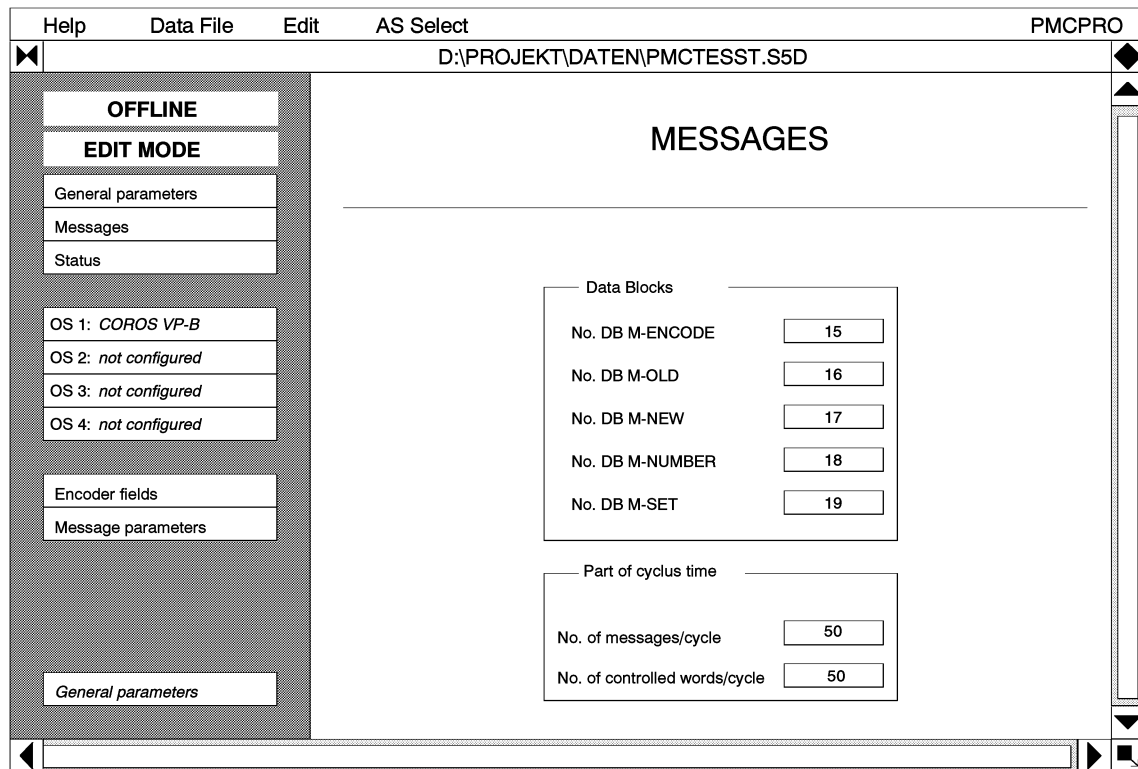 Help Data File Edit AS Select PMCPRO
D:\PROJEKT\DATEN\PMCTESST.S5D
OFFLINE
EDIT MODE
General parameters
Messages
Status
OS 1: COROS VP-B
OS 2: not configured
OS 3: not configured
OS 4: not configured
Encoder fields
Message parameters
General parameters
MESSAGES
Data Blocks
No. DB M-ENCODE 15
No. DB M-OLD 16
No. DB M-NEW 17
No. DB M-NUMBER 18
No. DB M-SET 19
Part of cyclus time
No. of messages/cycle 50
No. of controlled words/cycle 50